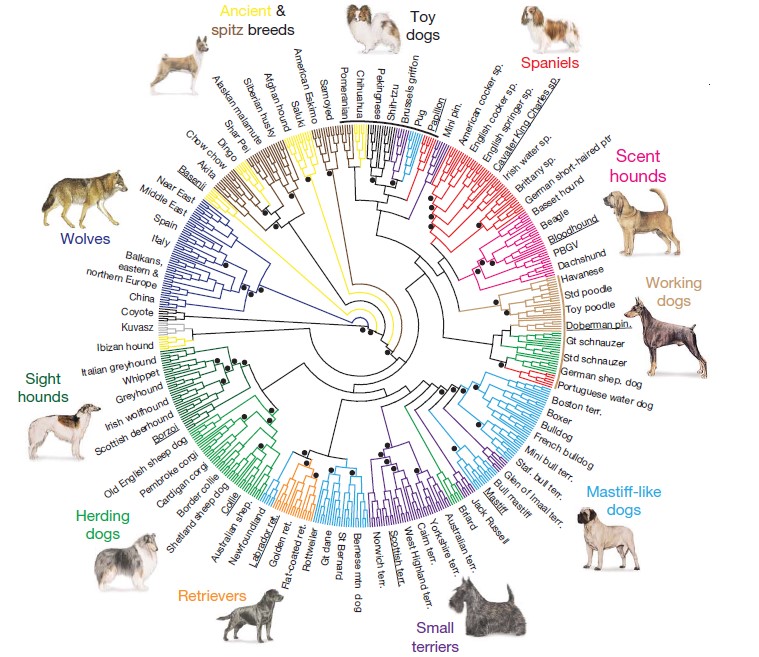 Ancient &
spitz breeds
Toy
dogs
Spaniels
Scent
hounds
Working
dogs
Mastiff-like
dogs
Small
terriers
Retrievers
Herding
dogs
Sight
hounds
Wolves
Basenji
Akita
Chow chow
Dingo
Shar Pei
Alaskan malamute
Siberian husky
Afghan hound
Saluki
American Eskimo
Samoyed
Pomeranian
Chihuahua
Pekingnese
Shih-tzu
Brussels griffon
Pug
Papillon
Mini pin.
American cocker sp.
English cocker sp.
English springer sp.
Cavalier King Charles sp.
Irish water sp.
Brittany sp.
German short-haired ptr
Basset hound
Beagle
Bloodhound
PBGV
Dachshund
Havanese
Std poodle
Toy poodle
Doberman pin.
Gt schnauzer
Std schnauzer
German shep. dog
Portuguese water dog
Boston terr.
Boxer
Bulldog
French bulldog
Mini bull terr.
Staf. bull terr.
Glen of Imaal terr.
Bull mastiff
Mastiff
Jack Russell
Briard
Australian terr.
Yorkshire terr.
Cairn terr.
West Highland terr.
Scottish terr.
Norwich terr.
Bernese mtn dog
St Bernard
Gt dane
Rottweiler
Flat-coated ret.
Golden ret.
Labrador ret.
Newfoundland
Australian shep.
Collie
Shetland sheep dog
Border collie
Cardigan corgi
Pembroke corgi
Old English sheep dog
Borzoi
Scottish deerhound
Irish wolfhound
Greyhound
Whippet
Italian greyhound
Ibizan hound
Kuvasz
Coyote
China
Balkans,
eastern &
northern Europe
Italy
Spain
Middle East
Near East